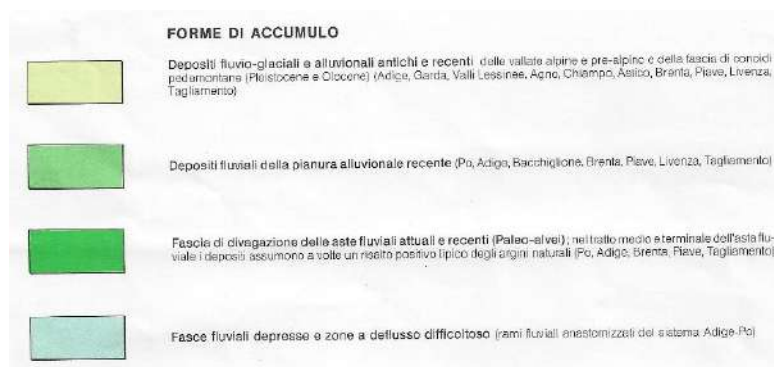 FORME DI ACCUMULO
Depositi fluvio-glaciali e alluvionali antichi e recenti delle vallate alpine e pre-alpine e della fascia di conoidi
pedemontane (Pleistocene e Olocene) (Adige, Garda, Valli Lessinee, Agno, Chiampo, Astico, Brenta, Piave, Livenza,
Tagliamento)
Depositi fluviali della pianura alluvionale recente (Po, Adige, Bacchiglione, Brenta, Piave, Livenza, Tagliamento)
Fascia di divagazione delle aste fluviali attuali e recenti (Paleo-alvei); nel tratto medio e terminale dell'asta flu-
viale i depositi assumono a volte un risalto positivo tipico degli argini naturali (Po, Adige, Brenta, Piave, Tagliamento)
Fasce fluviali depresse e zone a deflusso difficoltoso (rami fluviali anastomizzati del sistema Adige-Po)